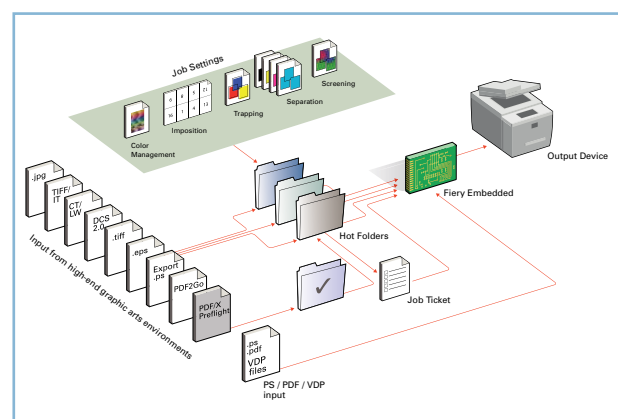 Job Settings
Color
Management
Imposition
Trapping
Separation
Screening
Output Device
Fiery Embedded
Hot Folders
Job Ticket
.jpg
TIFF/
IT
CT/
LW
DCS
2.0
.tiff
.eps
Export
.ps
PDF2Go
PDF/X
Preflight
Input from high-end graphic arts environments
.ps
.pdf
VDP
files
PS / PDF / VDP
input